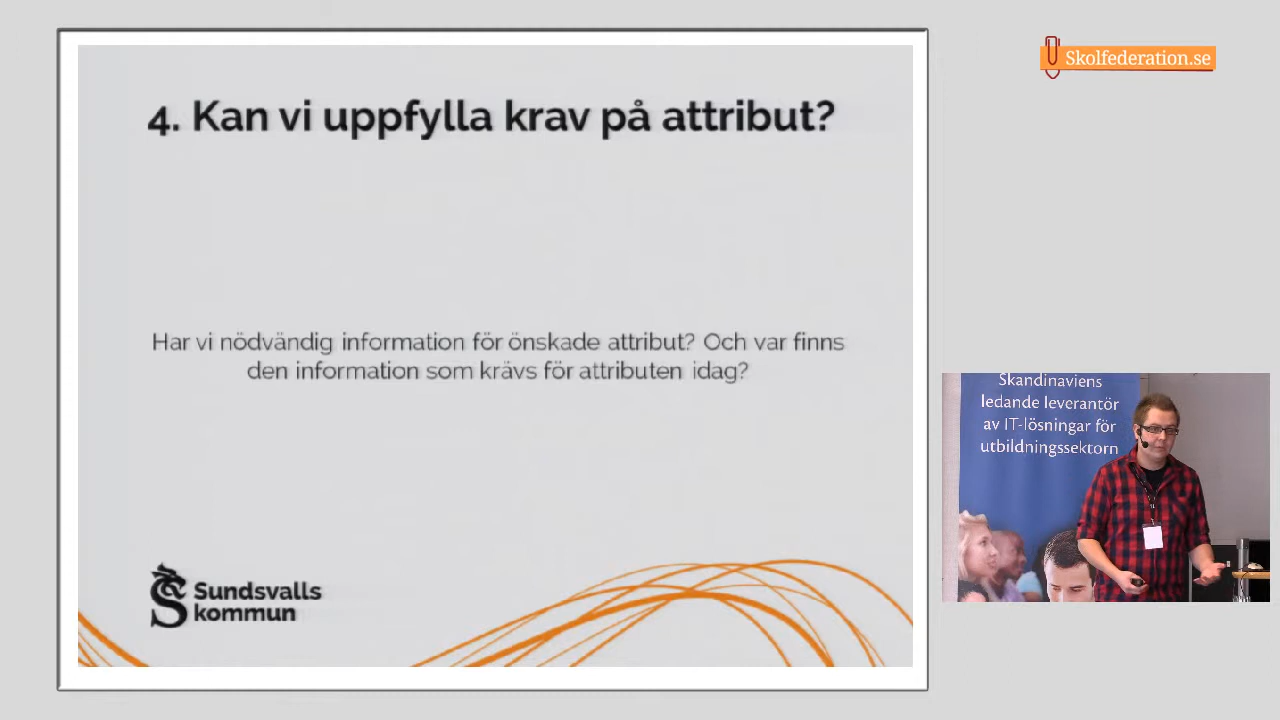 4. Kan vi uppfylla krav på attribut?
Har vi nödvändig information för önskade attribut? Och var finns
den information som krävs för attributen idag?
Sundsvalls
kommun
Skolfederation.se
Skandinaviens
ledande leverantör
av IT-lösningar för
utbildningssektorn